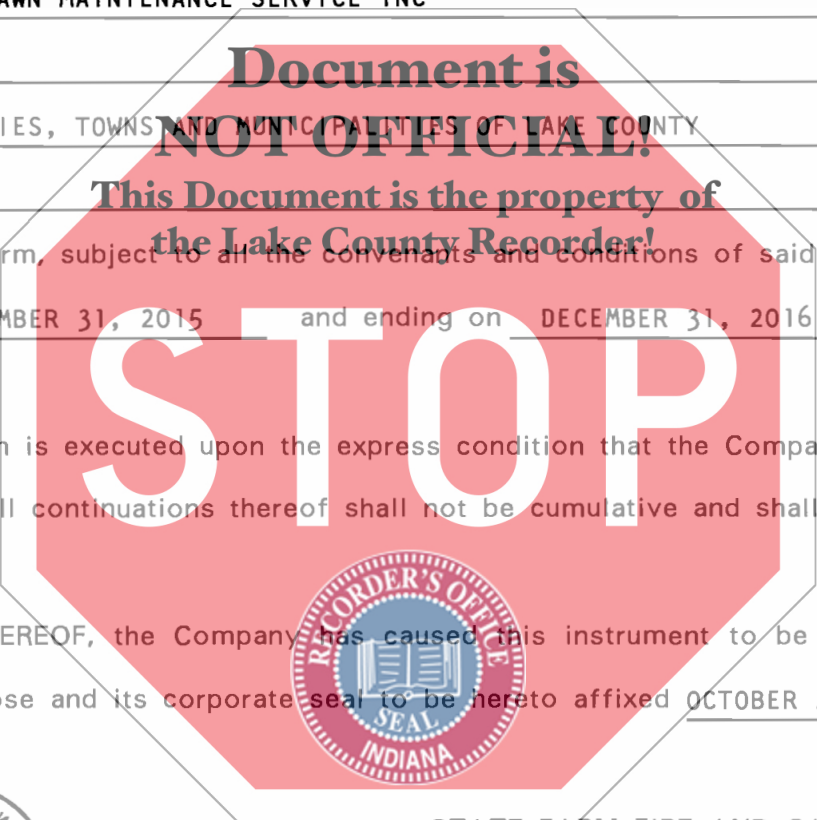 AWN MAINTENANCE SERVICE INC
Document is
IES, TOWNS AND MUNICIPALITIES OF LAKE COUNTY
NOT OFFICIAL!
This Document is the property of
the Lake County Recorder!
rm, subject to all the convenants and conditions of said
MBER 31, 2015 and ending on DECEMBER 31, 2016
STOP
n is executed upon the express condition that the Compa
ll continuations thereof shall not be cumulative and shall
RECORDER'S OFFICE
EREOF, the Company has caused this instrument to be
ose and its corporate seal to be hereto affixed OCTOBER
SEAL
INDIANA